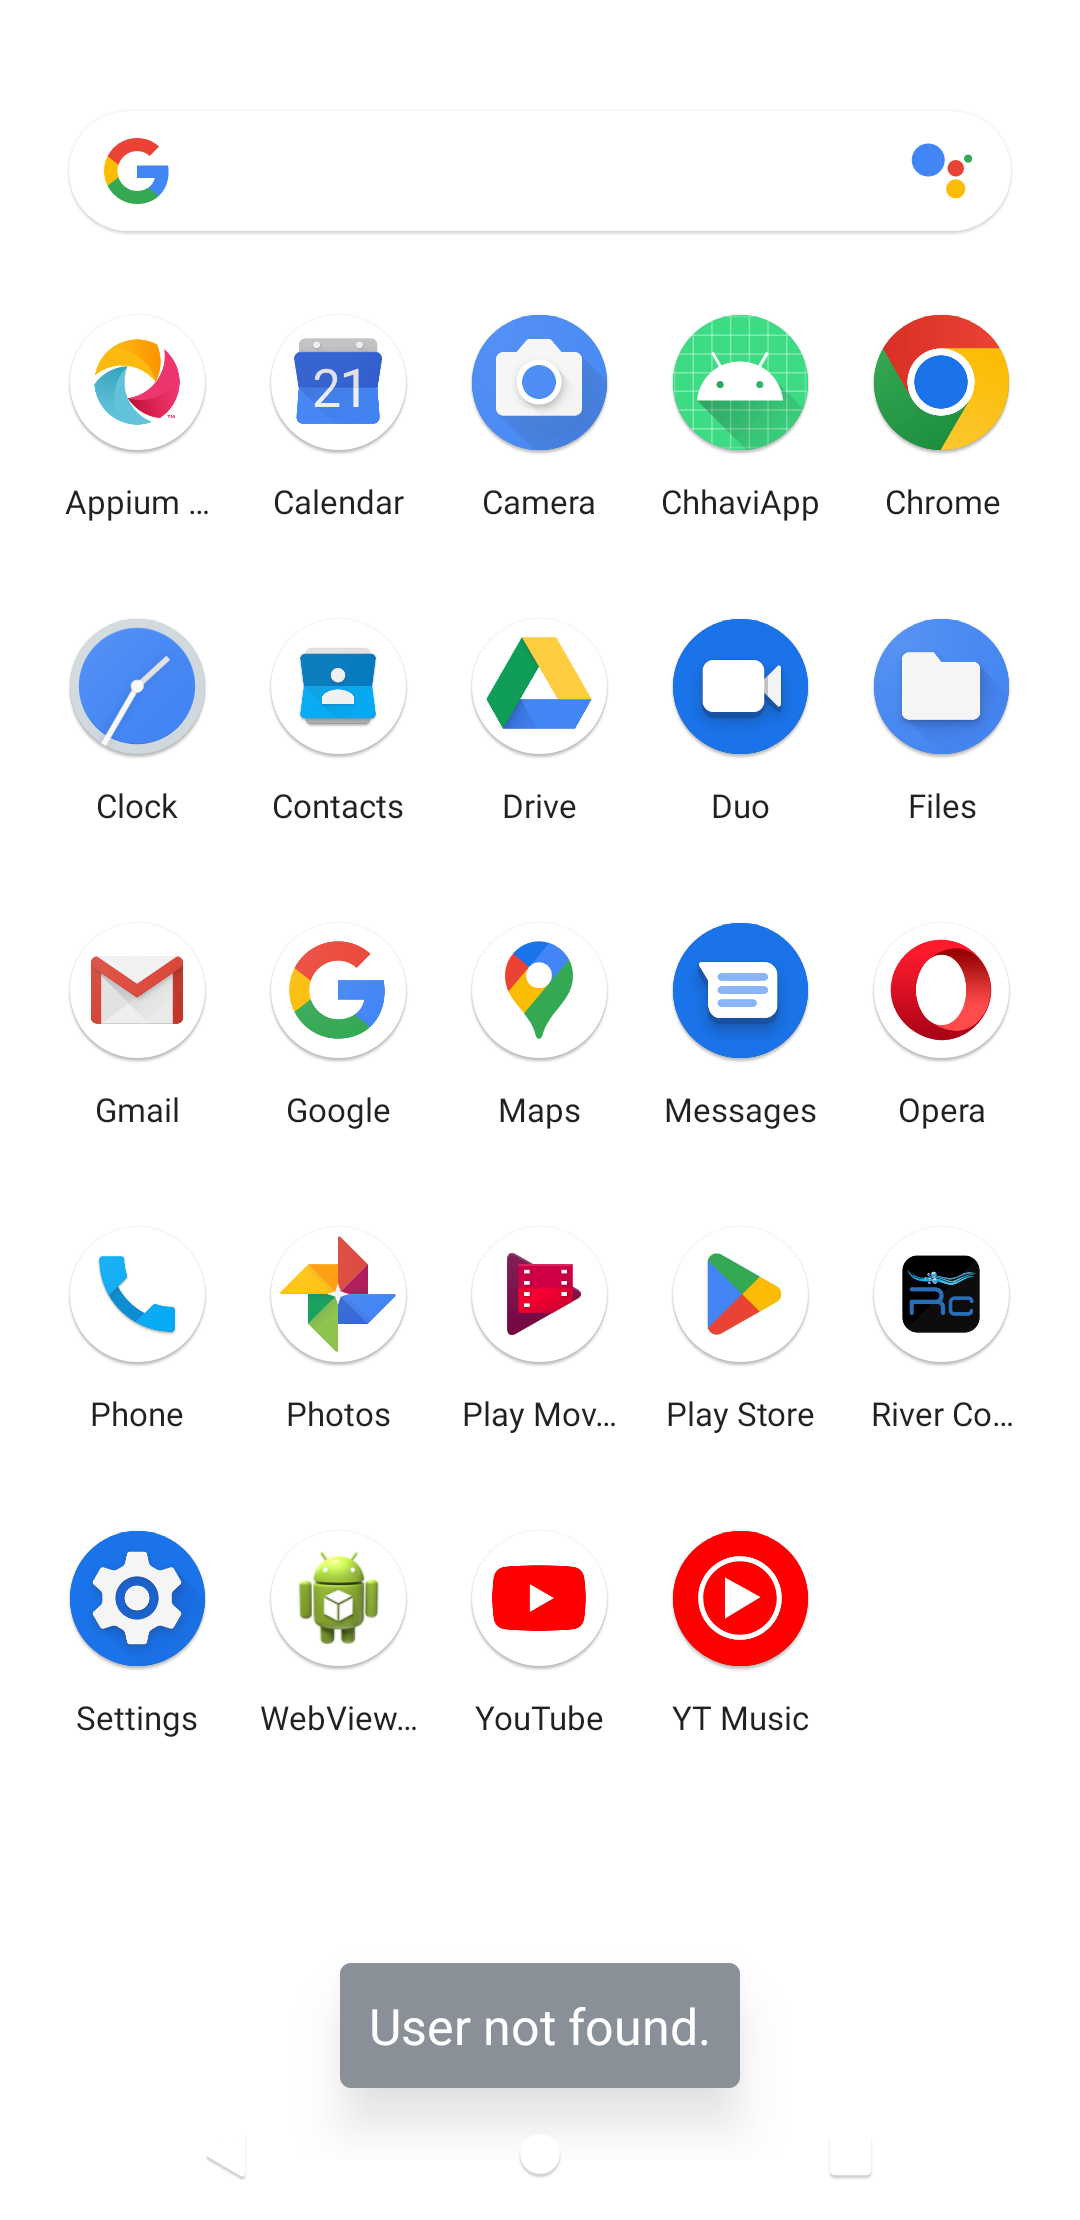 21
™
Appium ...
Calendar
Camera
ChhaviApp
Chrome
Clock
Contacts
Drive
Duo
Files
Gmail
Google
Maps
Messages
Opera
Rc
Phone
Photos
Play Mov...
Play Store
River Co...
Settings
WebView...
YouTube
YT Music
User not found.